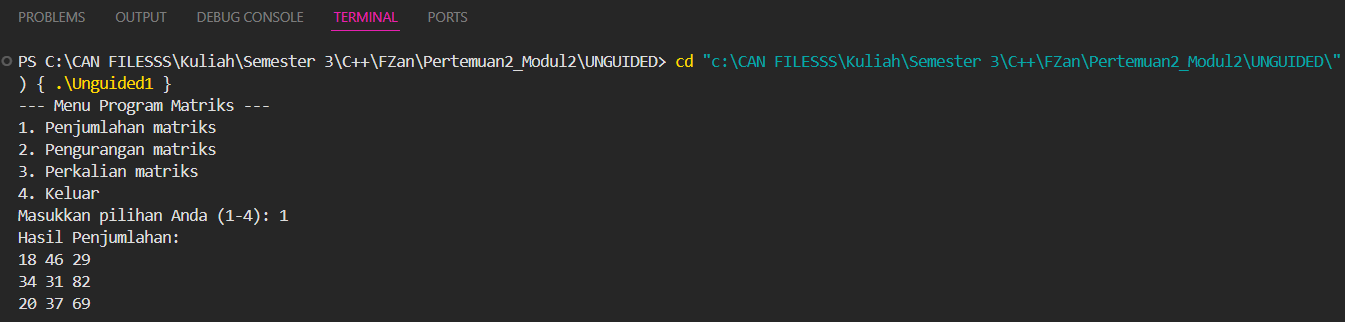 PROBLEMS OUTPUT DEBUG CONSOLE TERMINAL PORTS
PS C:\CAN FILESSS\Kuliah\Semester 3\C++\FZan\Pertemuan2_Modul2\UNGUIDED> cd "c:\CAN FILESSS\Kuliah\Semester 3\C++\FZan\Pertemuan2_Modul2\UNGUIDED\"
) { .\Unguided1 }
--- Menu Program Matriks ---
1. Penjumlahan matriks
2. Pengurangan matriks
3. Perkalian matriks
4. Keluar
Masukkan pilihan Anda (1-4): 1
Hasil Penjumlahan:
18 46 29
34 31 82
20 37 69